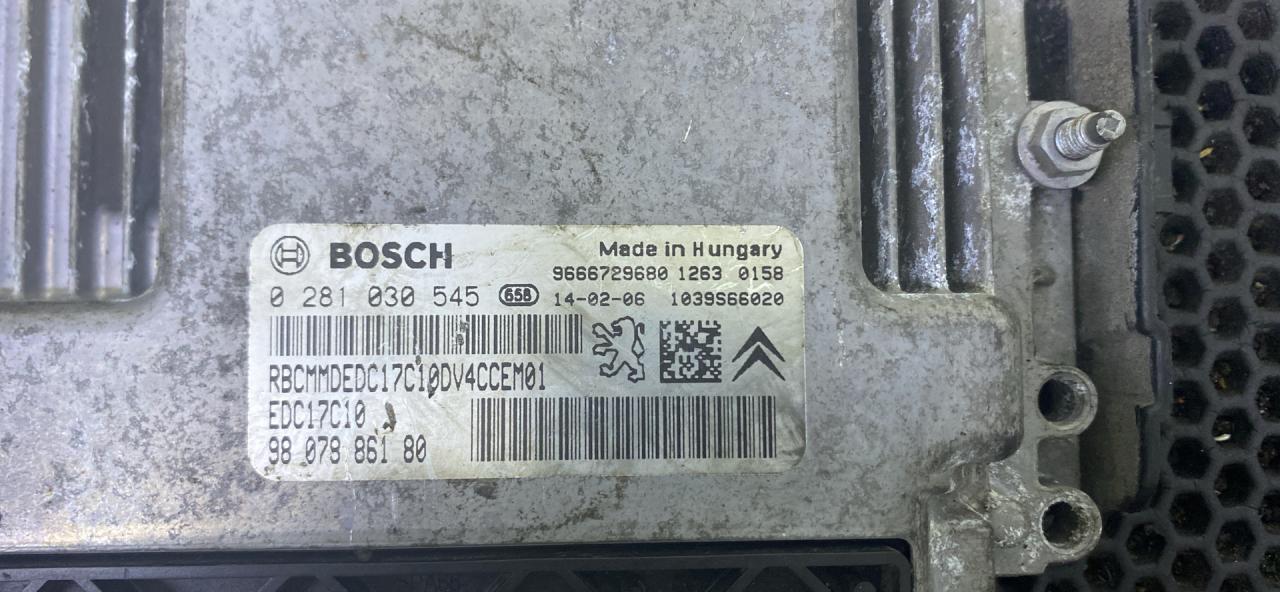 BOSCH
Made in Hungary
9666729680 1263 0158
0 281 030 545 658 14-02-06 1039S66020
RBCMMDEDC17C10DV4CCEM01
EDC17C10
98 078 861 80